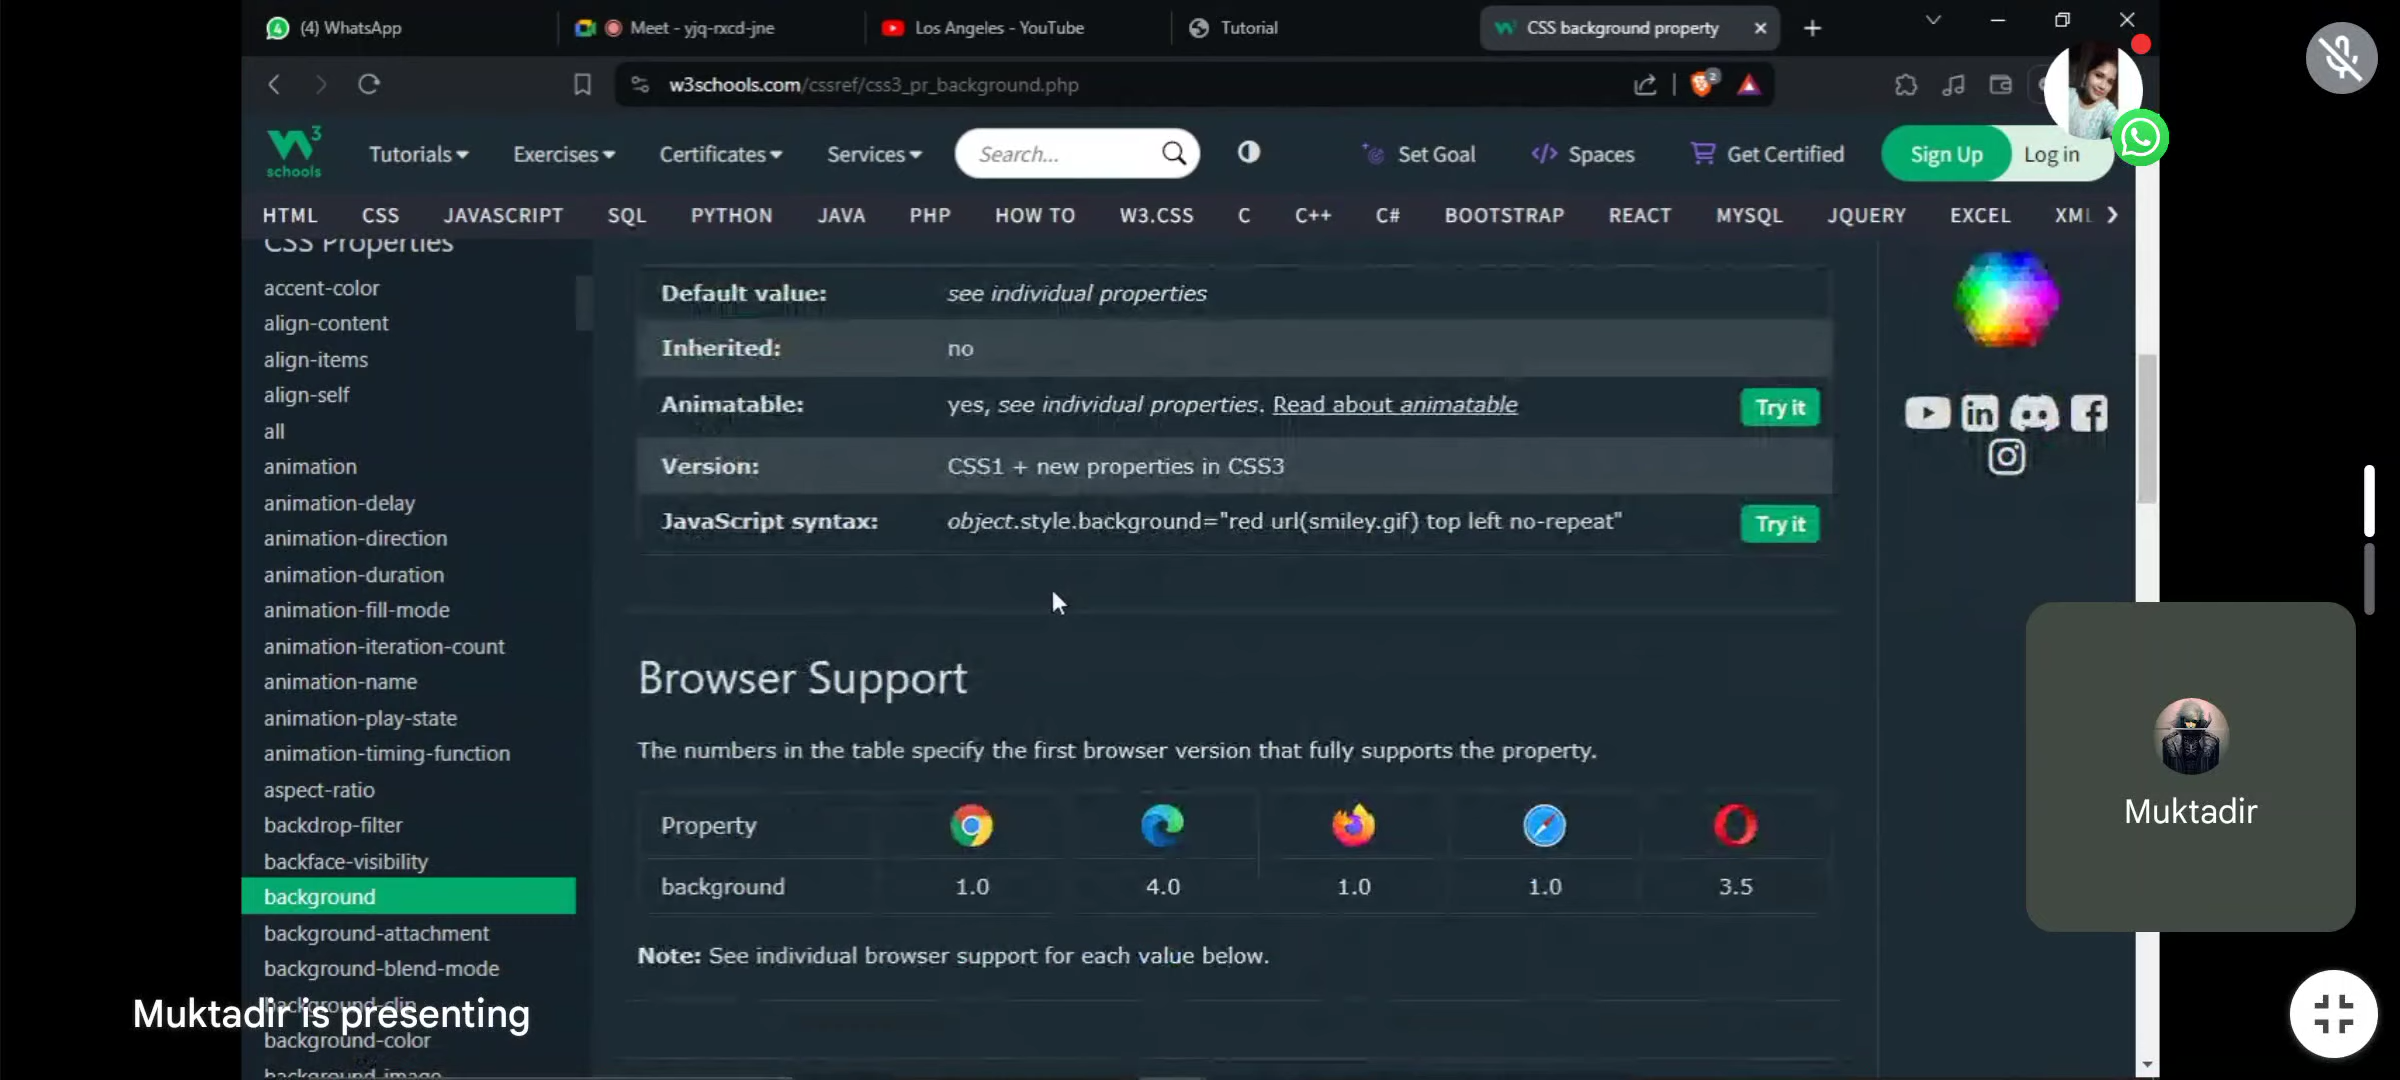 (4) WhatsApp
Meet - yjq-rxcd-jne
Los Angeles - YouTube
Tutorial
CSS background property
w3schools.com/cssref/css3_pr_background.php
2
W3 schools
Tutorials
Exercises
Certificates
Services
Search...
Set Goal
Spaces
Get Certified
Sign Up
Log in
HTML CSS JAVASCRIPT SQL PYTHON JAVA PHP HOW TO W3.CSS C C++ C# BOOTSTRAP REACT MYSQL JQUERY EXCEL XML
CSS Properties
accent-color
align-content
align-items
align-self
all
animation
animation-delay
animation-direction
animation-duration
animation-fill-mode
animation-iteration-count
animation-name
animation-play-state
animation-timing-function
aspect-ratio
backdrop-filter
backface-visibility
background
background-attachment
background-blend-mode
background-clip
background-color
background-image
Default value: see individual properties
Inherited: no
Animatable: yes, see individual properties. Read about animatable Try it
Version: CSS1 + new properties in CSS3
JavaScript syntax: object.style.background="red url(smiley.gif) top left no-repeat" Try it
Browser Support
The numbers in the table specify the first browser version that fully supports the property.
Property
background 1.0 4.0 1.0 1.0 3.5
Note: See individual browser support for each value below.
Muktadir
Muktadir is presenting